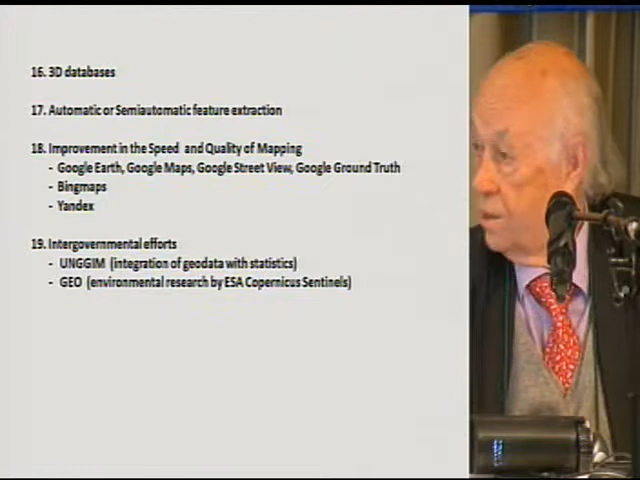 16. 3D databases
17. Automatic or Semiautomatic feature extraction
18. Improvement in the Speed and Quality of Mapping
- Google Earth, Google Maps, Google Street View, Google Ground Truth
- Bingmaps
- Yandex
19. Intergovernmental efforts
- UNGGIM (integration of geodata with statistics)
- GEO (environmental research by ESA Copernicus Sentinels)